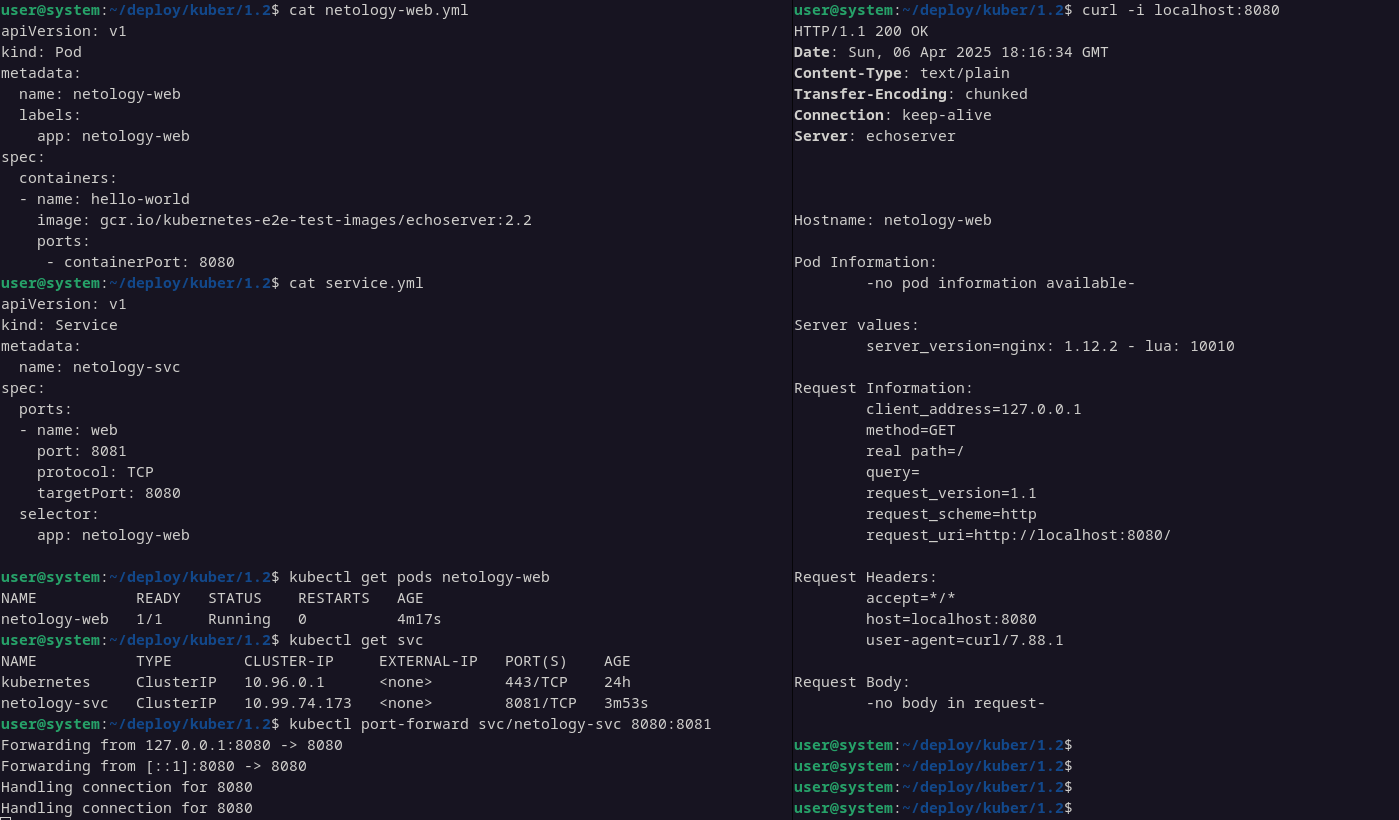 user@system:~/deploy/kuber/1.2$ cat netology-web.yml
apiVersion: v1
kind: Pod
metadata:
  name: netology-web
  labels:
    app: netology-web
spec:
  containers:
  - name: hello-world
    image: gcr.io/kubernetes-e2e-test-images/echoserver:2.2
    ports:
     - containerPort: 8080
user@system:~/deploy/kuber/1.2$ cat service.yml
apiVersion: v1
kind: Service
metadata:
  name: netology-svc
spec:
  ports:
  - name: web
    port: 8081
    protocol: TCP
    targetPort: 8080
  selector:
    app: netology-web

user@system:~/deploy/kuber/1.2$ kubectl get pods netology-web
NAME           READY   STATUS    RESTARTS   AGE
netology-web   1/1     Running   0          4m17s
user@system:~/deploy/kuber/1.2$ kubectl get svc
NAME           TYPE        CLUSTER-IP     EXTERNAL-IP   PORT(S)    AGE
kubernetes     ClusterIP   10.96.0.1      <none>        443/TCP    24h
netology-svc   ClusterIP   10.99.74.173   <none>        8081/TCP   3m53s
user@system:~/deploy/kuber/1.2$ kubectl port-forward svc/netology-svc 8080:8081
Forwarding from 127.0.0.1:8080 -> 8080
Forwarding from [::1]:8080 -> 8080
Handling connection for 8080
Handling connection for 8080
user@system:~/deploy/kuber/1.2$ curl -i localhost:8080
HTTP/1.1 200 OK
Date: Sun, 06 Apr 2025 18:16:34 GMT
Content-Type: text/plain
Transfer-Encoding: chunked
Connection: keep-alive
Server: echoserver

Hostname: netology-web

Pod Information:
        -no pod information available-

Server values:
        server_version=nginx: 1.12.2 - lua: 10010

Request Information:
        client_address=127.0.0.1
        method=GET
        real path=/
        query=
        request_version=1.1
        request_scheme=http
        request_uri=http://localhost:8080/

Request Headers:
        accept=*/*
        host=localhost:8080
        user-agent=curl/7.88.1

Request Body:
        -no body in request-

user@system:~/deploy/kuber/1.2$
user@system:~/deploy/kuber/1.2$
user@system:~/deploy/kuber/1.2$
user@system:~/deploy/kuber/1.2$